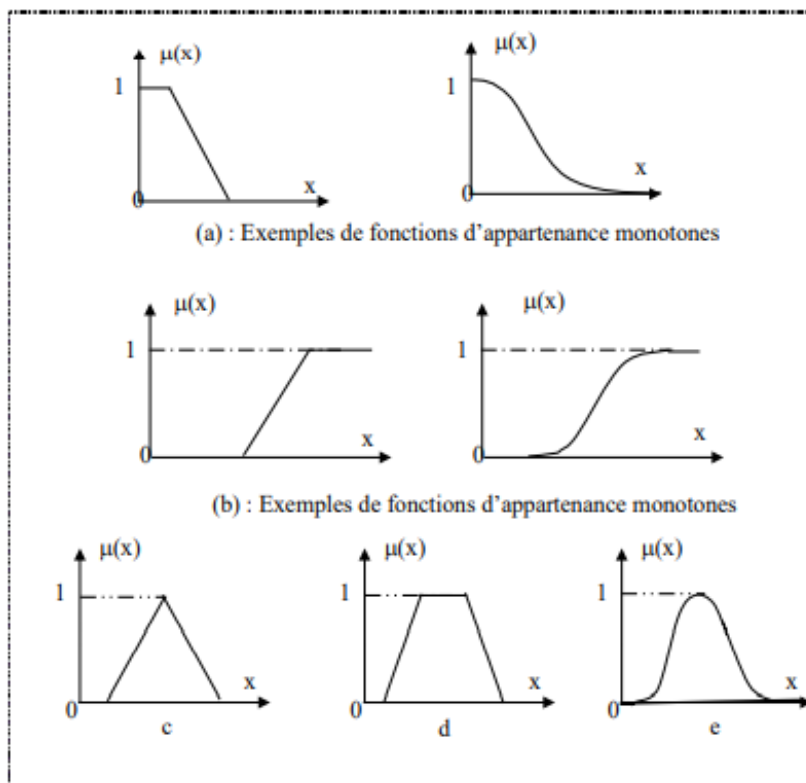 μ(x) μ(x)
1 1
x x
0 0
(a) : Exemples de fonctions d'appartenance monotones
μ(x) μ(x)
1 1
x x
0 0
(b) : Exemples de fonctions d'appartenance monotones
μ(x) μ(x) μ(x)
1 1 1
x x x
0 0 0
c d e